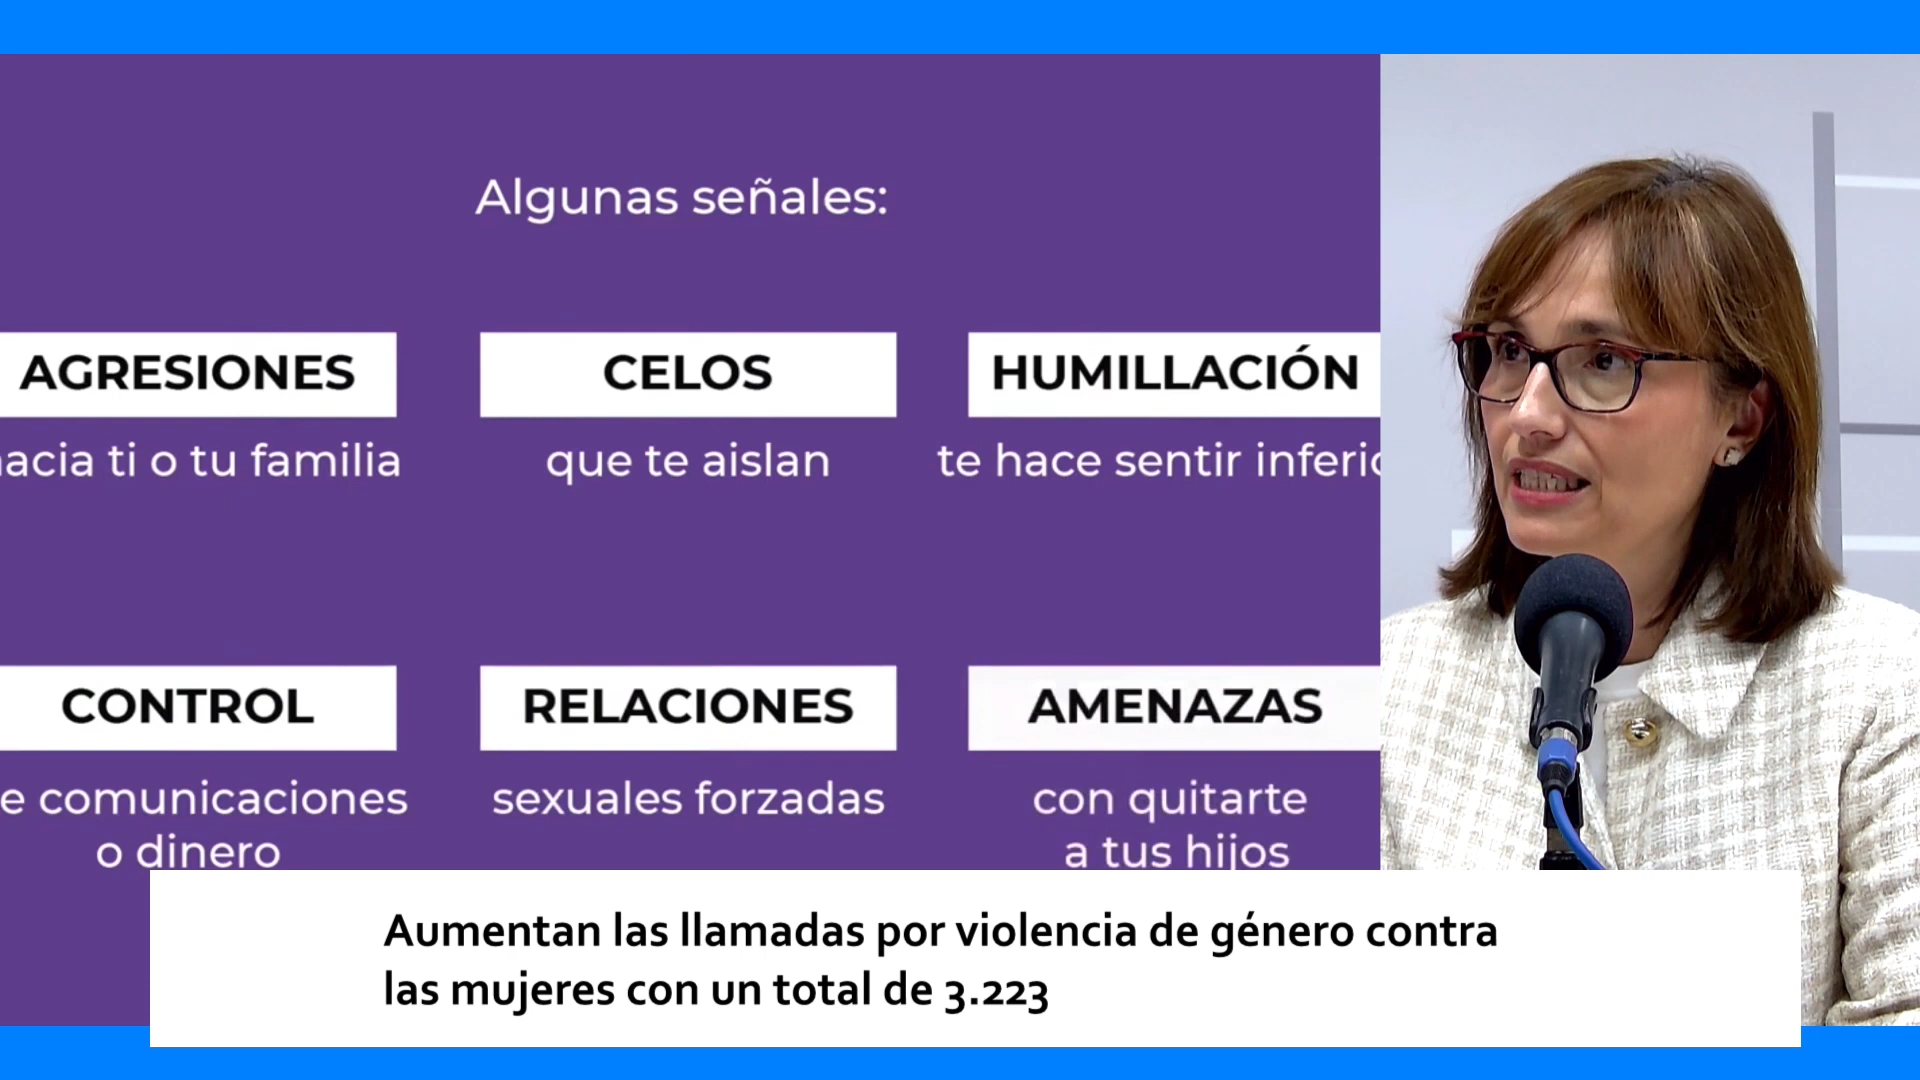 Algunas señales:
AGRESIONES
CELOS
HUMILLACIÓN
ti o tu familia
que te aislan
te hace sentir
CONTROL
RELACIONES
AMENAZAS
comunicaciones
o dinero
sexuales forzadas
con quitarte
a tus hijos
Aumentan las llamadas por violencia de género contra
las mujeres con un total de 3.223